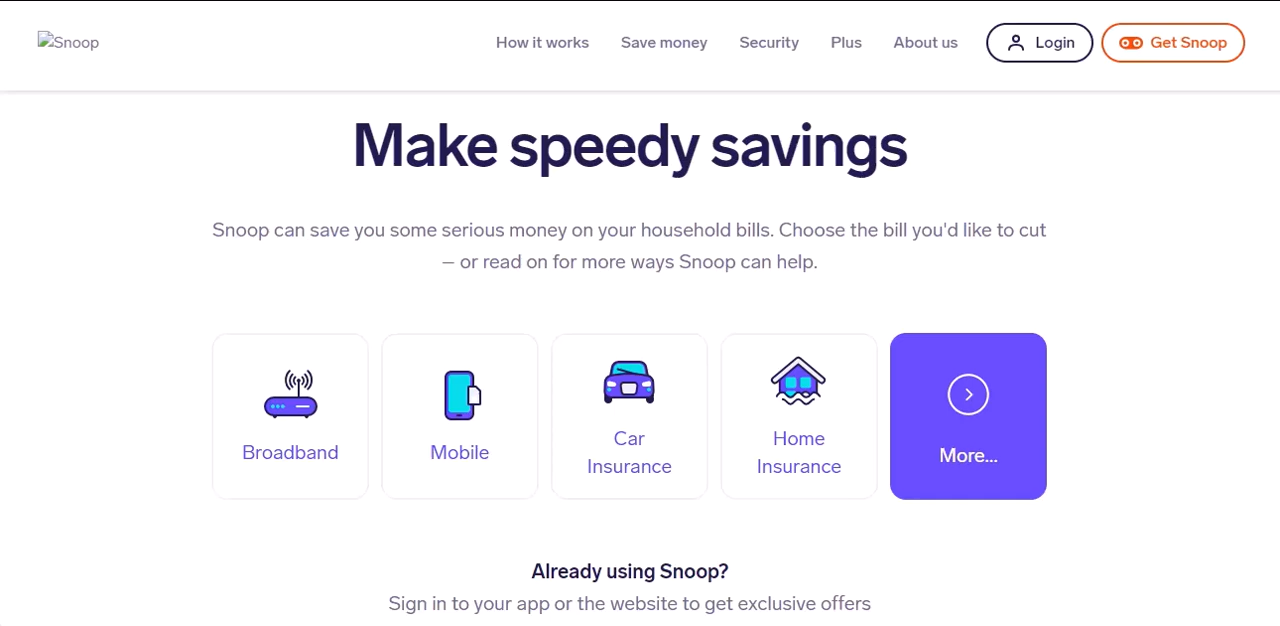 Snoop
How it works
Save money
Security
Plus
About us
Login
Get Snoop
Make speedy savings
Snoop can save you some serious money on your household bills. Choose the bill you'd like to cut
– or read on for more ways Snoop can help.
Broadband
Mobile
Car
Insurance
Home
Insurance
More...
Already using Snoop?
Sign in to your app or the website to get exclusive offers